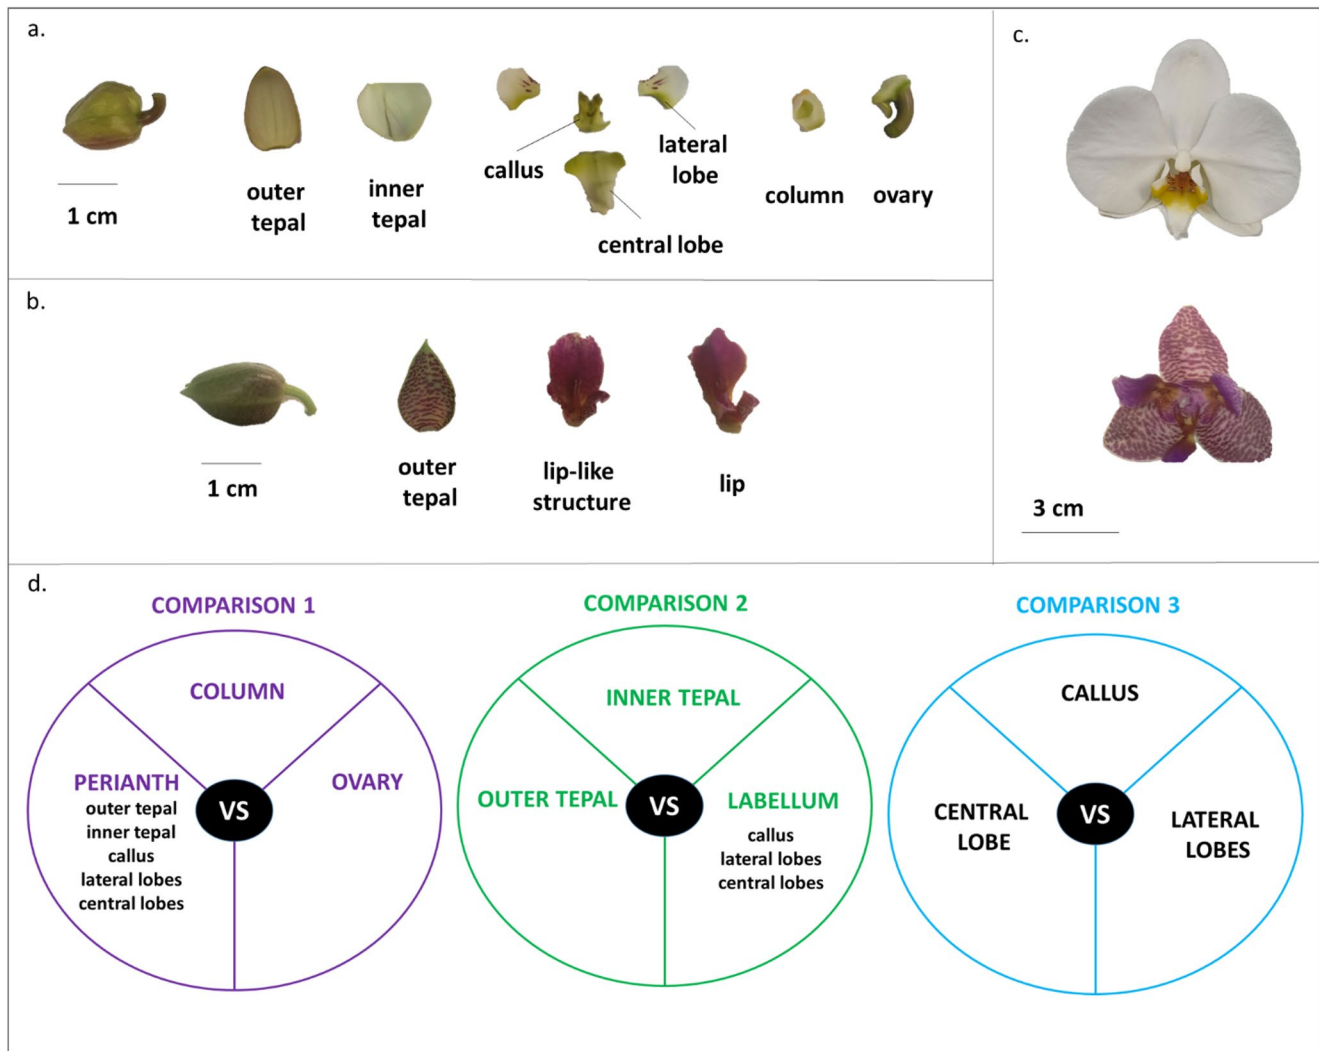 a.
1 cm
outer
tepal
inner
tepal
callus
lateral
lobe
central lobe
column
ovary
b.
1 cm
outer
tepal
lip-like
structure
lip
c.
3 cm
d.
COMPARISON 1
COLUMN
PERIANTH
outer tepal
inner tepal
callus
lateral lobes
central lobes
VS
OVARY
COMPARISON 2
INNER TEPAL
OUTER TEPAL
VS
LABELLUM
callus
lateral lobes
central lobes
COMPARISON 3
CALLUS
CENTRAL
LOBE
VS
LATERAL
LOBES